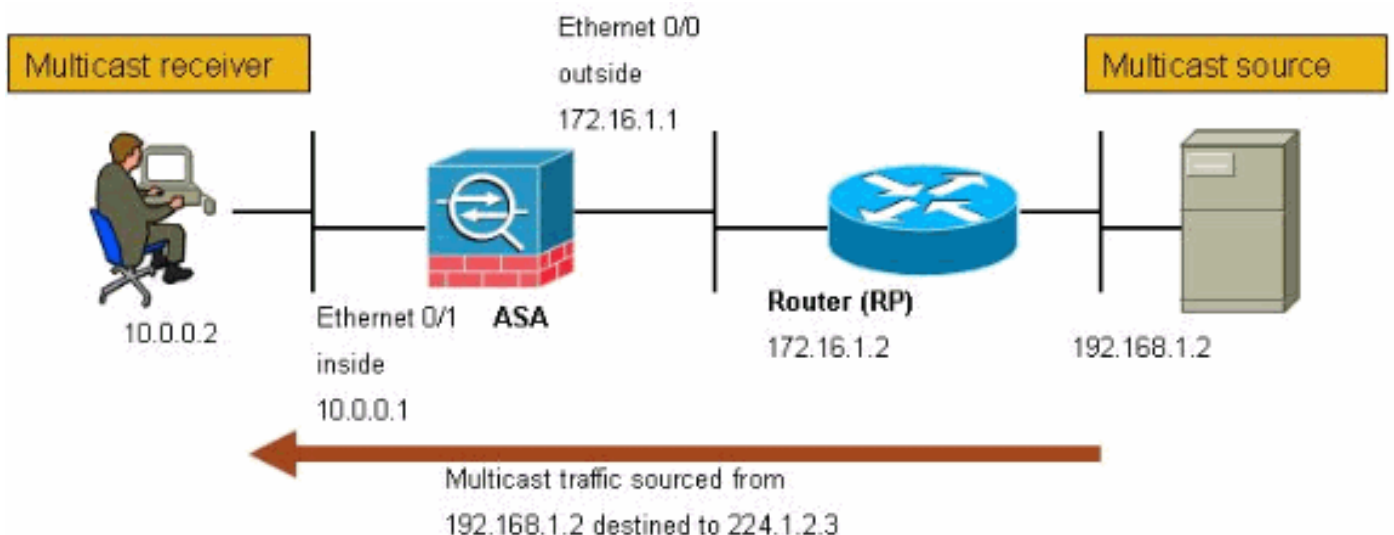 Ethernet 0/0
outside
172.16.1.1
Multicast receiver
Multicast source
10.0.0.2
Ethernet 0/1
inside
10.0.0.1
ASA
Router (RP)
172.16.1.2
192.168.1.2
Multicast traffic sourced from
192.168.1.2 destined to 224.1.2.3